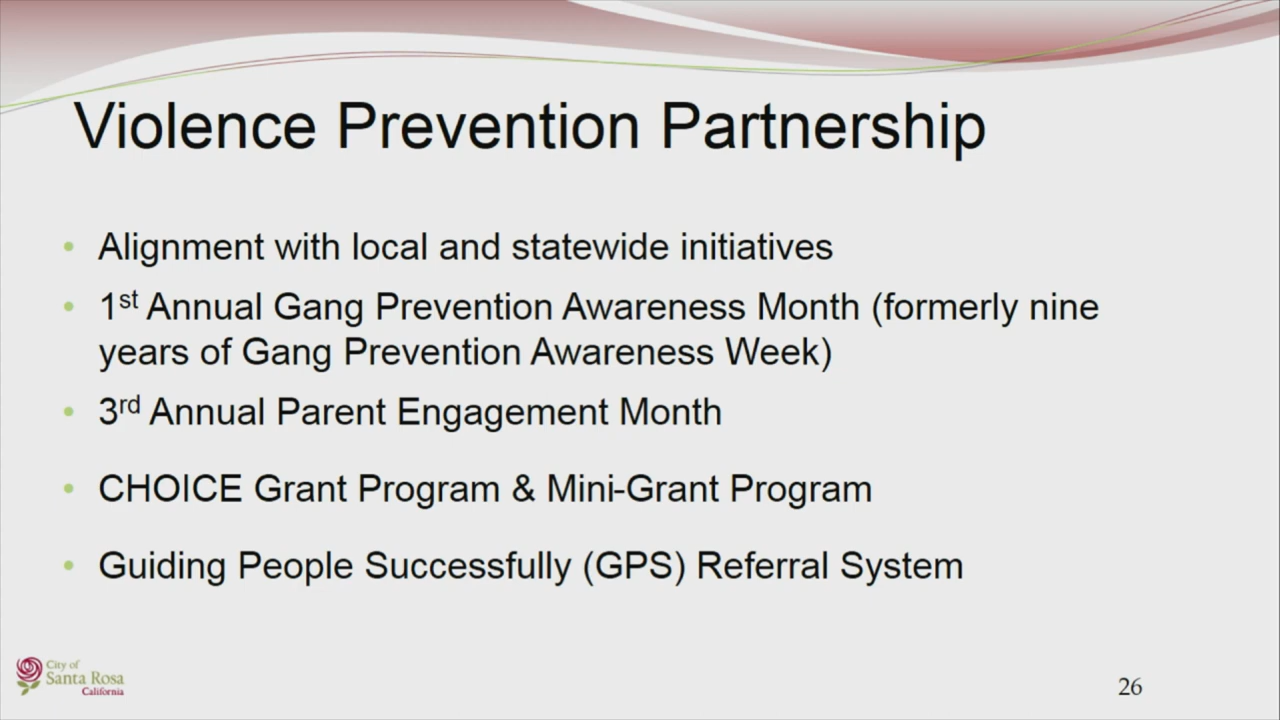 Violence Prevention Partnership
• Alignment with local and statewide initiatives
• 1st Annual Gang Prevention Awareness Month (formerly nine
years of Gang Prevention Awareness Week)
• 3rd Annual Parent Engagement Month
• CHOICE Grant Program & Mini-Grant Program
• Guiding People Successfully (GPS) Referral System
City of
Santa Rosa
California
26